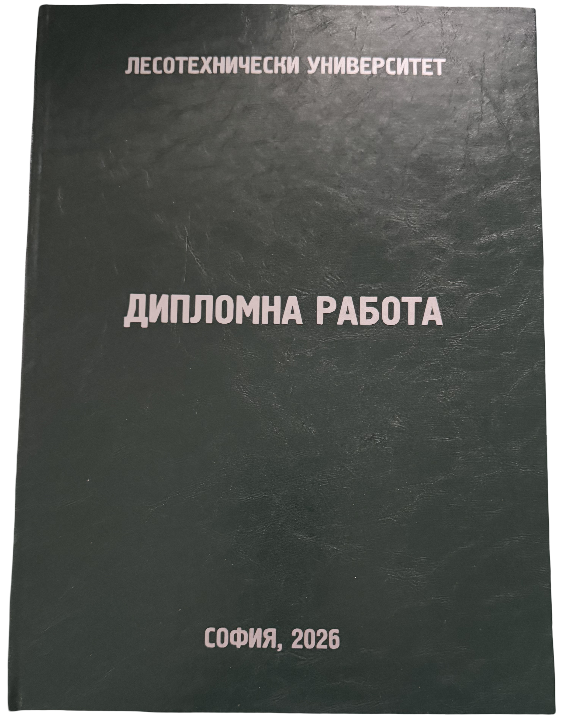 ЛЕСОТЕХНИЧЕСКИ УНИВЕРСИТЕТ
ДИПЛОМНА РАБОТА
СОФИЯ, 2026